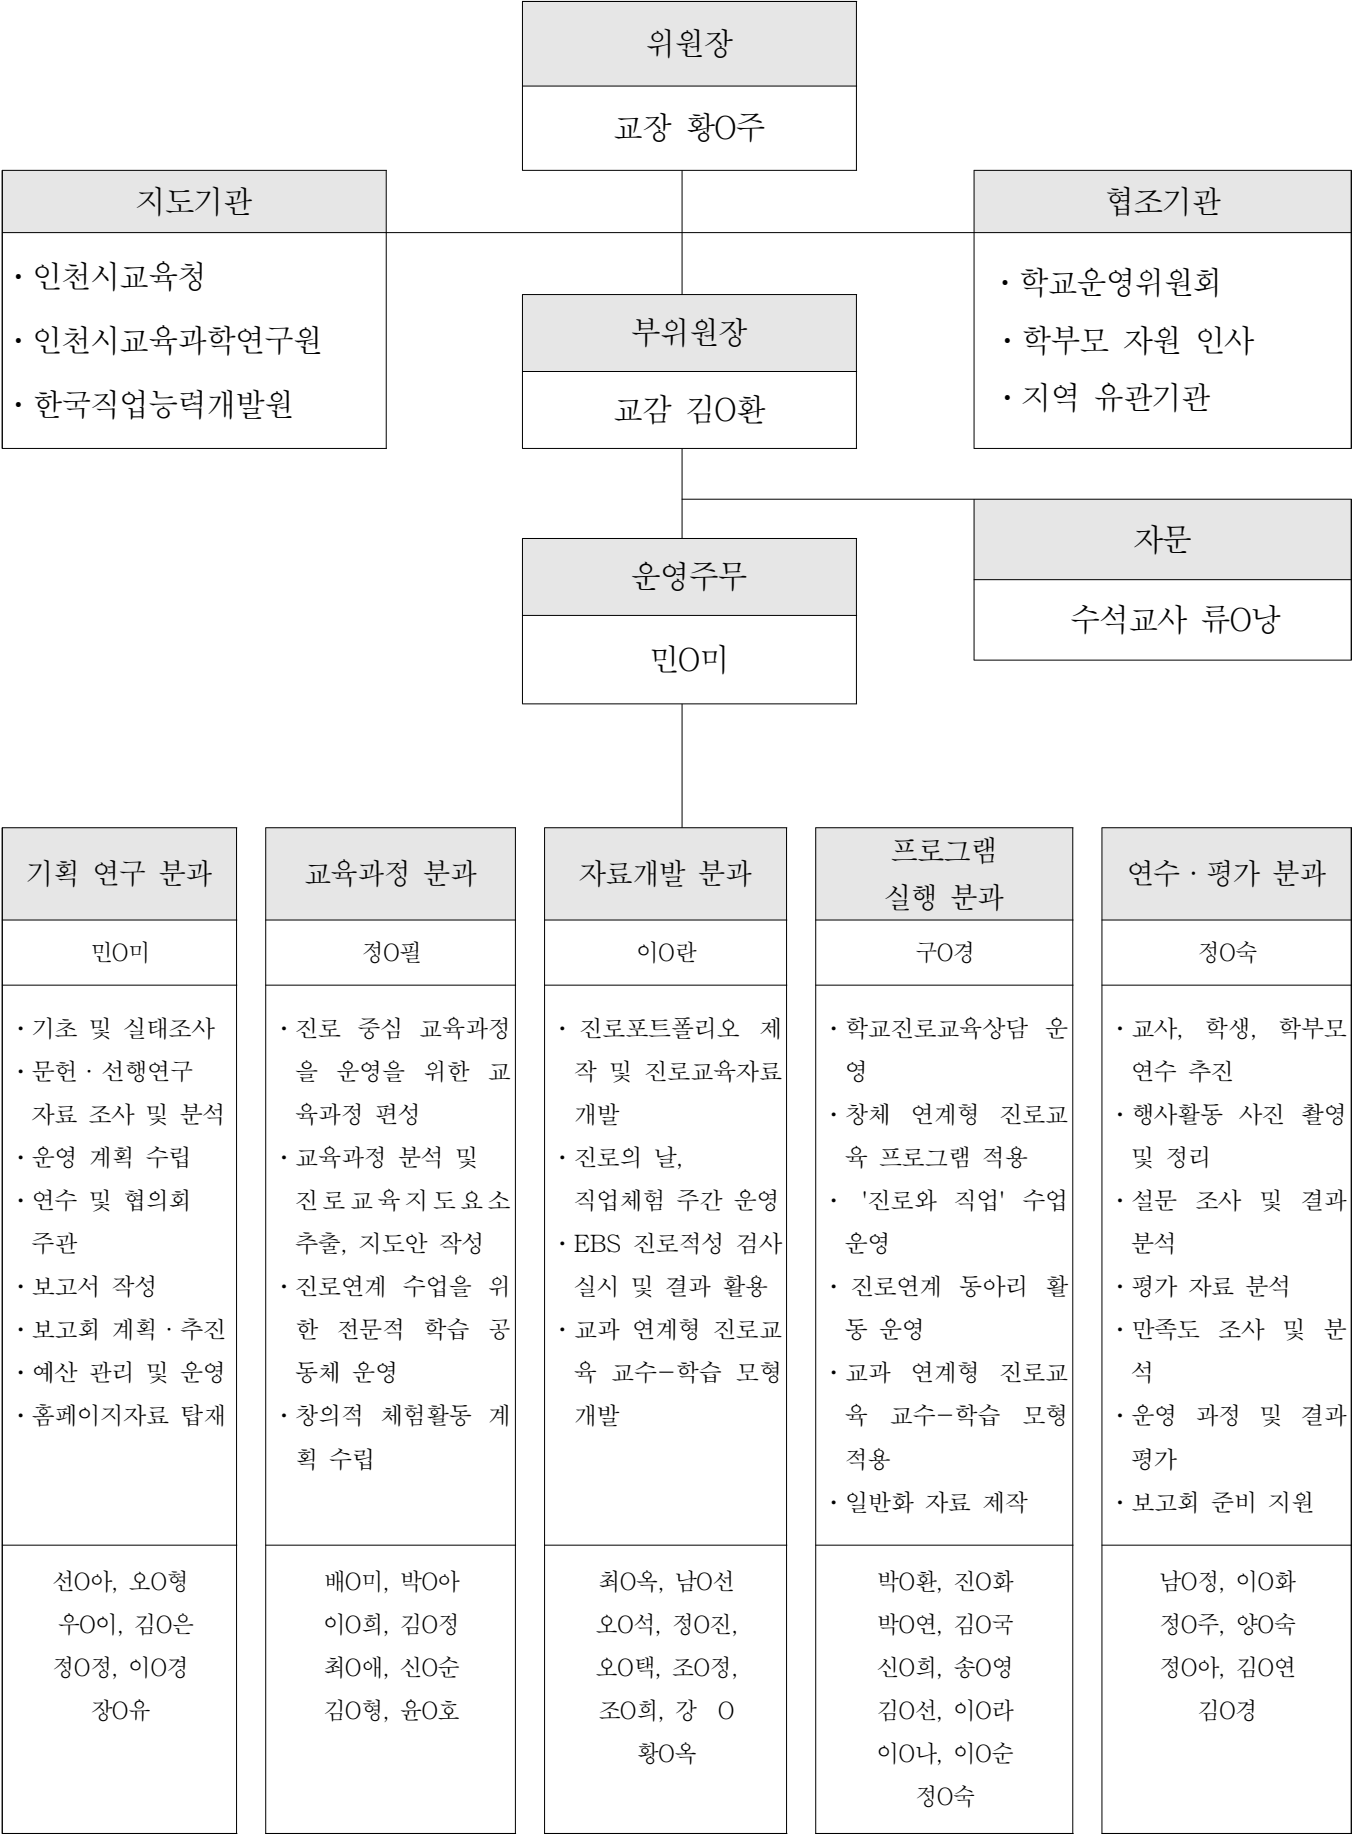 위원장
교장 황O주
지도기관
· 인천시교육청
· 인천시교육과학연구원
· 한국직업능력개발원
협조기관
· 학교운영위원회
· 학부모 자원 인사
· 지역 유관기관
부위원장
교감 김O환
자문
수석교사 류O낭
운영주무
민O미
기획 연구 분과
민O미
· 기초 및 실태조사
· 문헌 · 선행연구
자료 조사 및 분석
· 운영 계획 수립
· 연수 및 협의회
주관
· 보고서 작성
· 보고회 계획 · 추진
· 예산 관리 및 운영
· 홈페이지자료 탑재
선O아, 오O형
우O이, 김O은
정O정, 이O경
장O유
교육과정 분과
정O필
· 진로 중심 교육과정
을 운영을 위한 교
육과정 편성
· 교육과정 분석 및
진로교육지도요소
추출, 지도안 작성
· 진로연계 수업을 위
한 전문적 학습 공
동체 운영
· 창의적 체험활동 계
획 수립
배O미, 박O아
이O희, 김O정
최O애, 신O순
김O형, 윤O호
자료개발 분과
이O란
· 진로포트폴리오 제
작 및 진로교육자료
개발
· 진로의 날,
직업체험 주간 운영
· EBS 진로적성 검사
실시 및 결과 활용
· 교과 연계형 진로교
육 교수-학습 모형
개발
최O옥, 남O선
오O석, 정O진,
오O택, 조O정,
조O희, 강 O
황O옥
프로그램
실행 분과
구O경
· 학교진로교육상담 운
영
· 창체 연계형 진로교
육 프로그램 적용
· '진로와 직업' 수업
운영
· 진로연계 동아리 활
동 운영
· 교과 연계형 진로교
육 교수-학습 모형
적용
· 일반화 자료 제작
박O환, 진O화
박O연, 김O국
신O희, 송O영
김O선, 이O라
이O나, 이O순
정O숙
연수 · 평가 분과
정O숙
· 교사, 학생, 학부모
연수 추진
· 행사활동 사진 촬영
및 정리
· 설문 조사 및 결과
분석
· 평가 자료 분석
· 만족도 조사 및 분
석
· 운영 과정 및 결과
평가
· 보고회 준비 지원
남O정, 이O화
정O주, 양O숙
정O아, 김O연
김O경